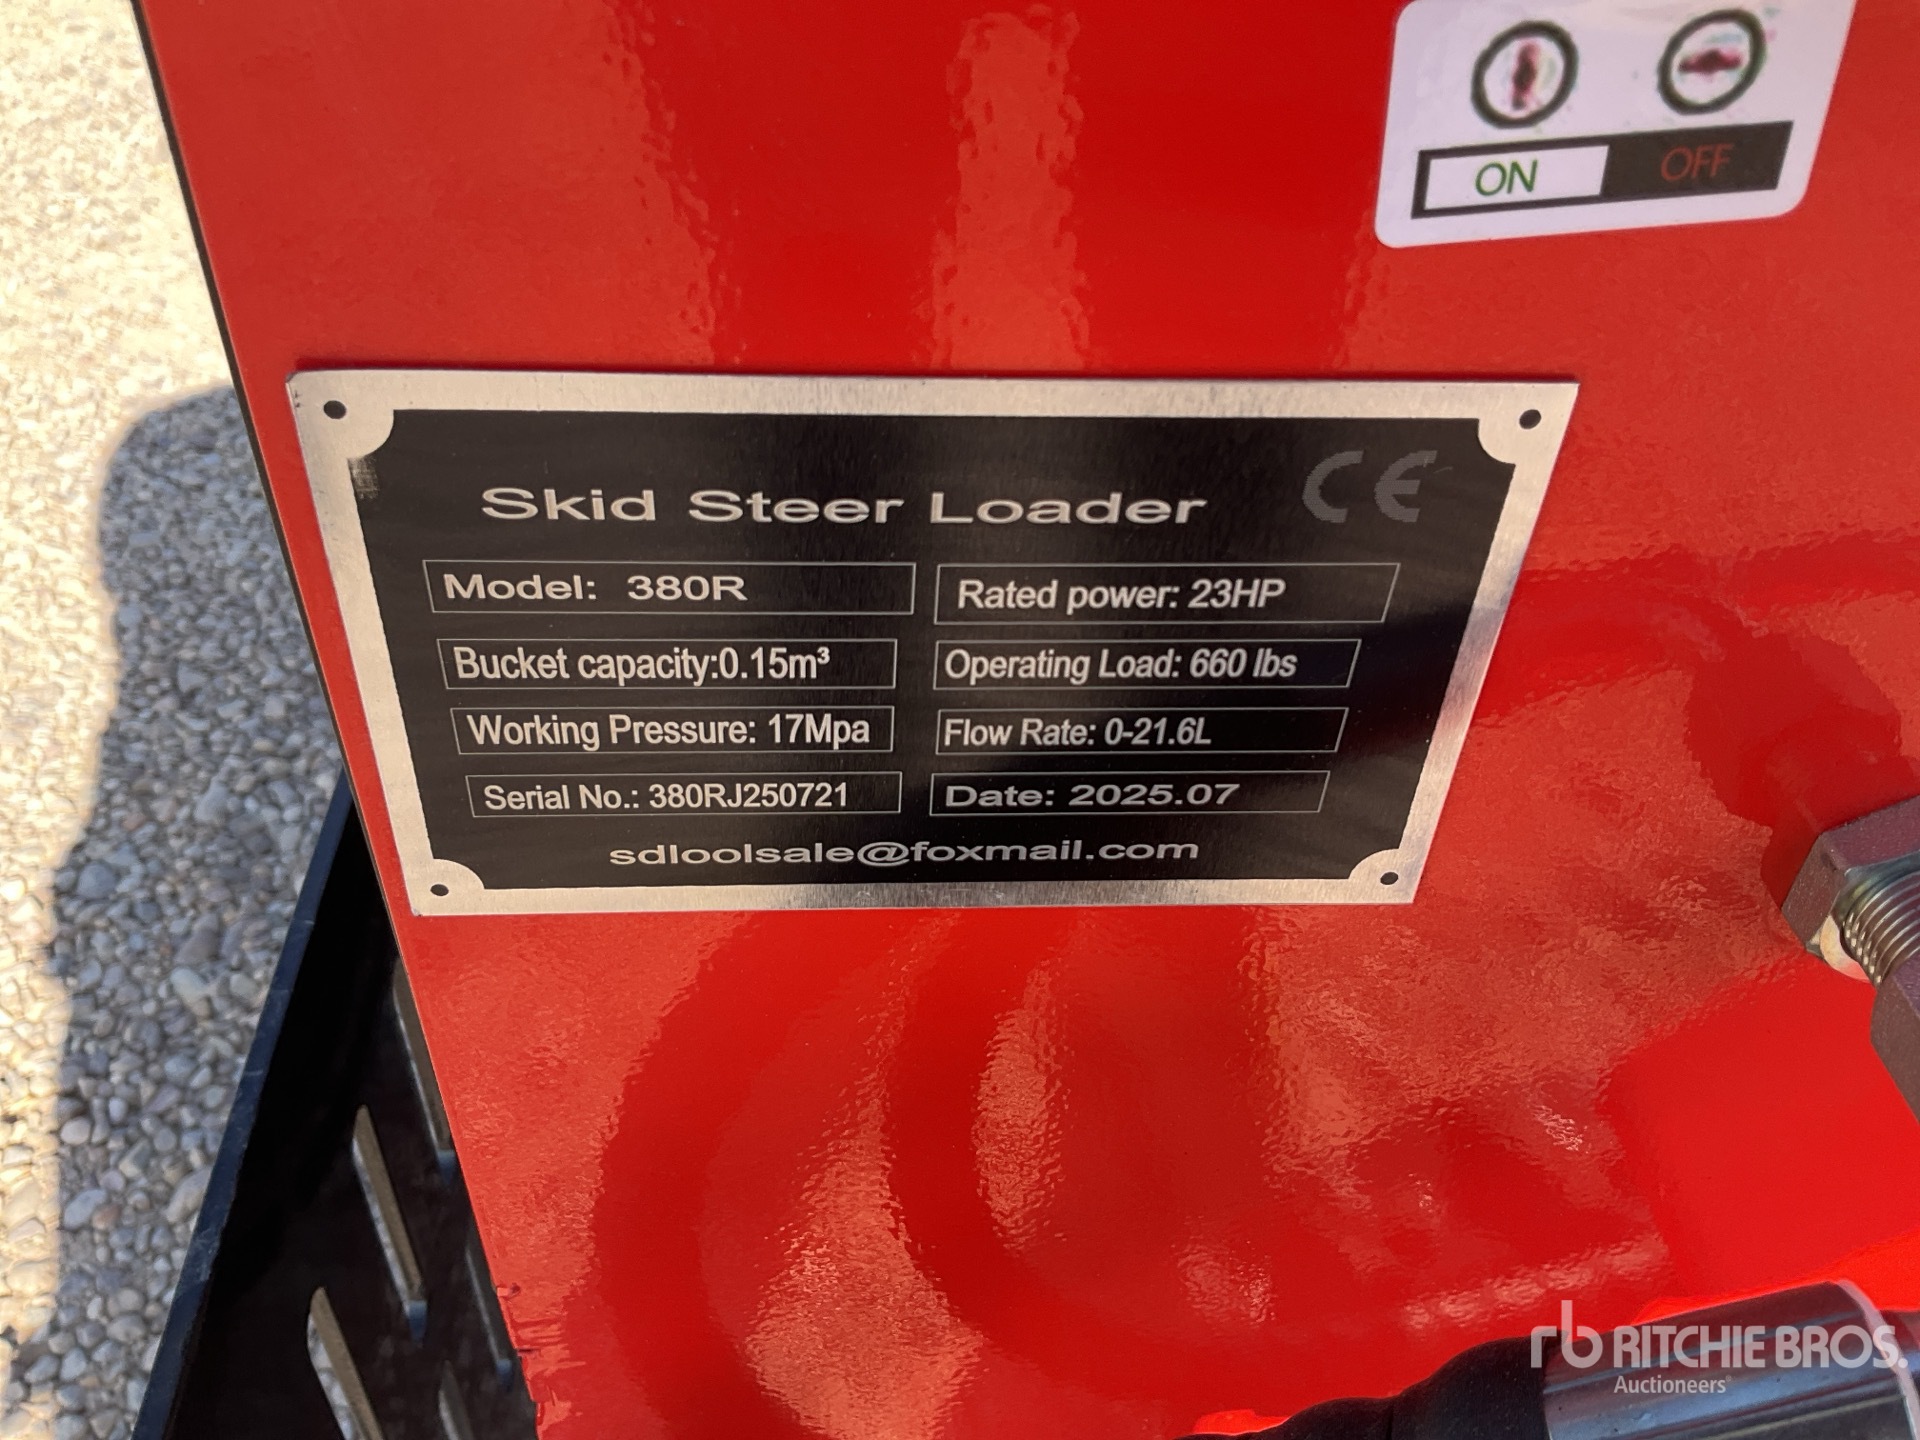 ON OFF
Skid Steer Loader CE
Model: 380R
Rated power: 23HP
Bucket capacity:0.15m³
Operating Load: 660 lbs
Working Pressure: 17Mpa
Flow Rate: 0-21.6L
Serial No.: 380RJ250721
Date: 2025.07
sdloolsale@foxmail.com
rb RITCHIE BROS.
Auctioneers